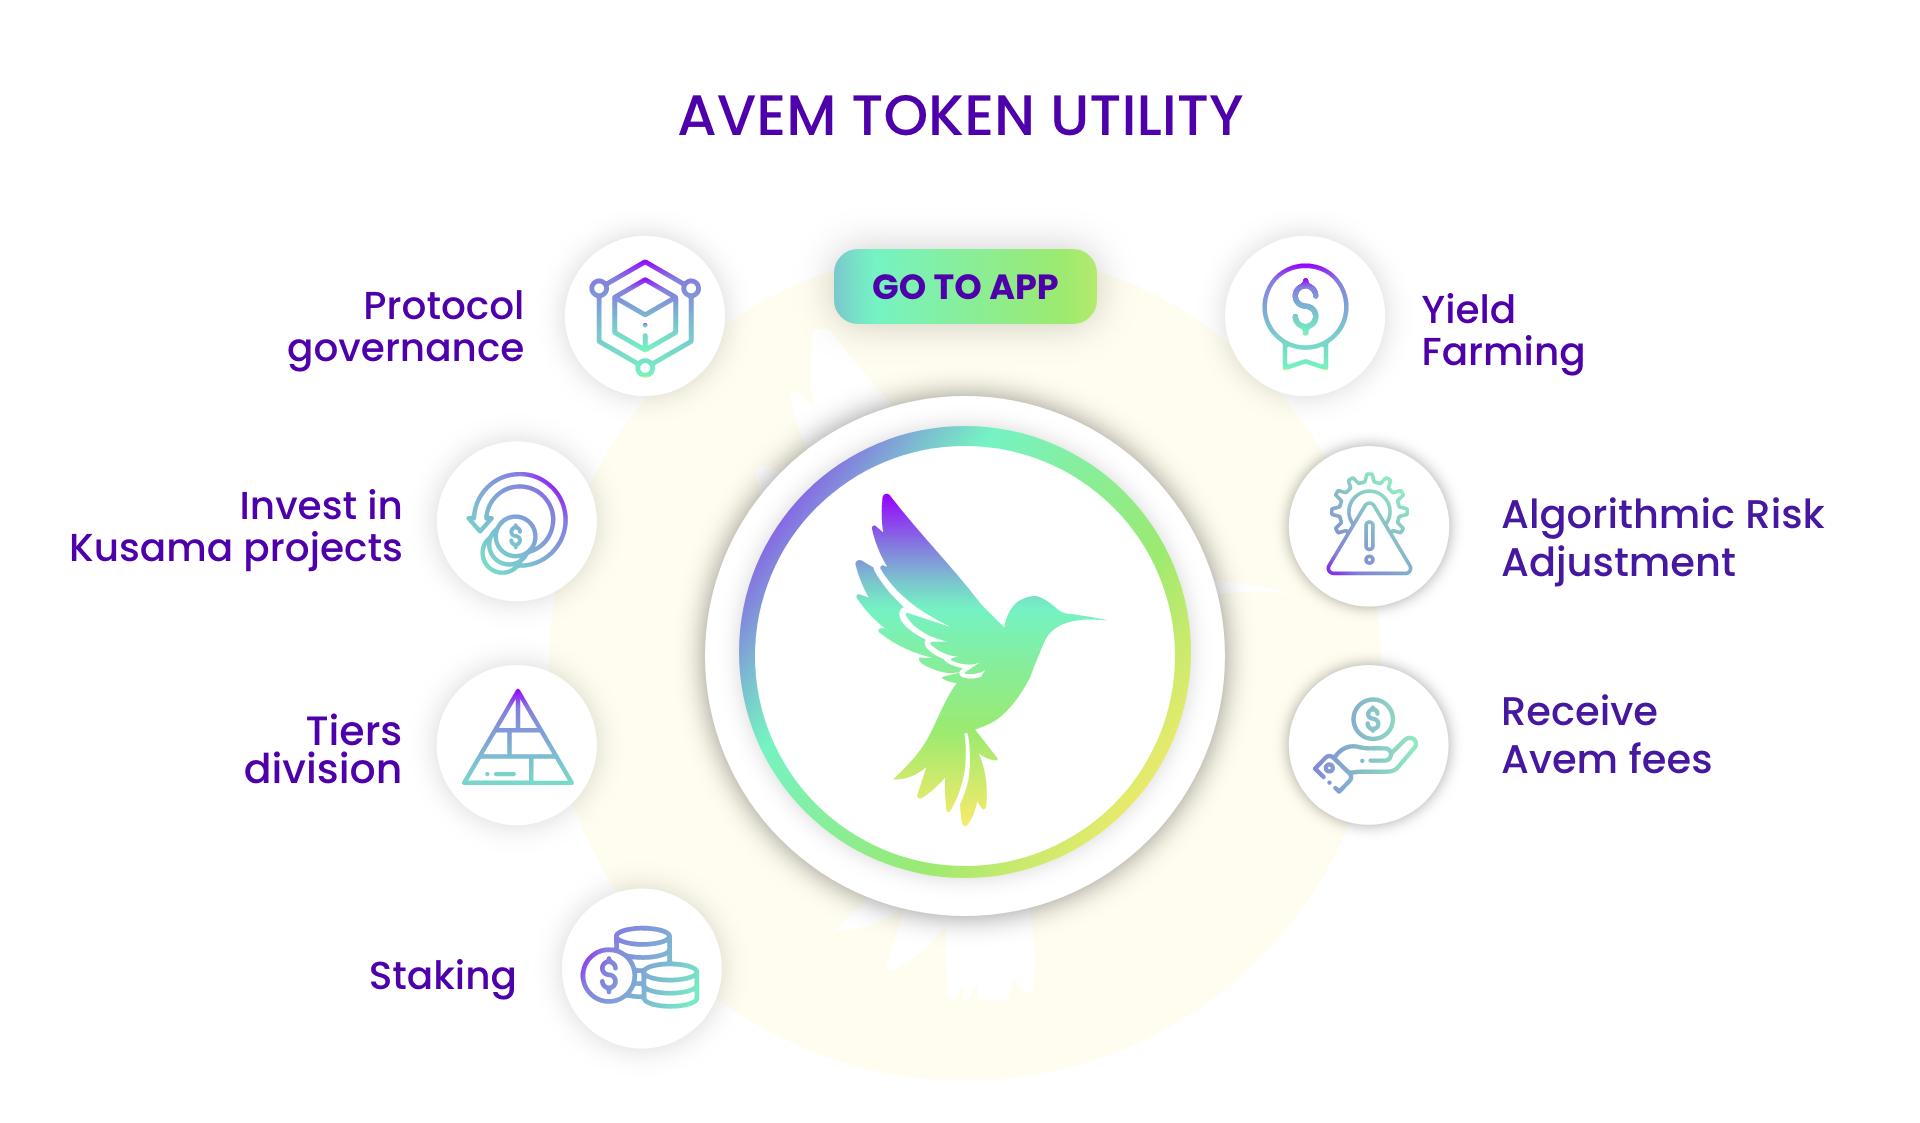 AVEM TOKEN UTILITY
GO TO APP
Protocol
governance
Invest in
Kusama projects
Tiers
division
Staking
Yield
Farming
Algorithmic Risk
Adjustment
Receive
Avem fees